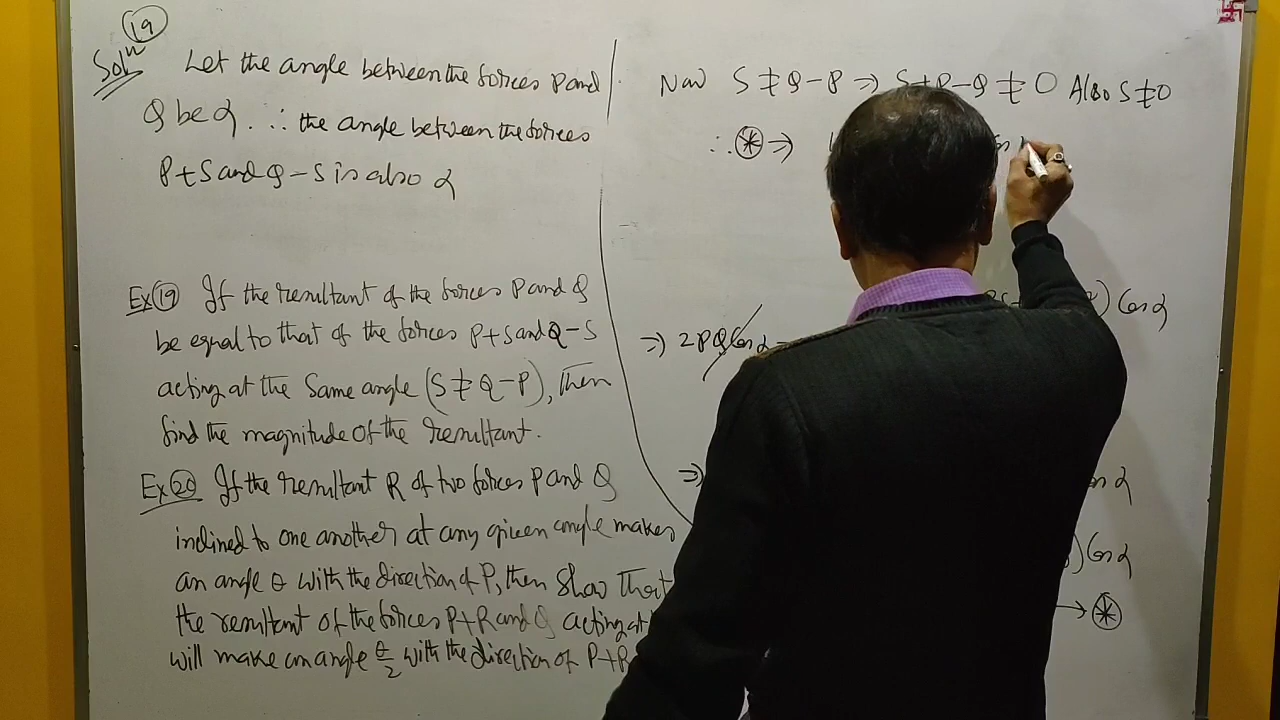 19
Soln Let the angle between the forces P and
Q be α. ∴ the angle between the forces
P+S and Q-S is also α
Ex 19 If the resultant of the forces P and Q
be equal to that of the forces P+S and Q-S
acting at the same angle (S≠Q-P), then
find the magnitude of the resultant.
Ex 20 If the resultant R of two forces P and Q
inclined to one another at any given angle makes
an angle θ with the direction of P, then show that
the resultant of the forces P+R and Q acting at
will make an angle θ/2 with the direction of P+R
Now S≠Q-P ⇒ S+P-Q ≠ 0 Also S≠0
∴ ⊛ ⇒
) Cos α
⇒ 2PQ Cos α
⇒
α
) Cos α
→ ⊛